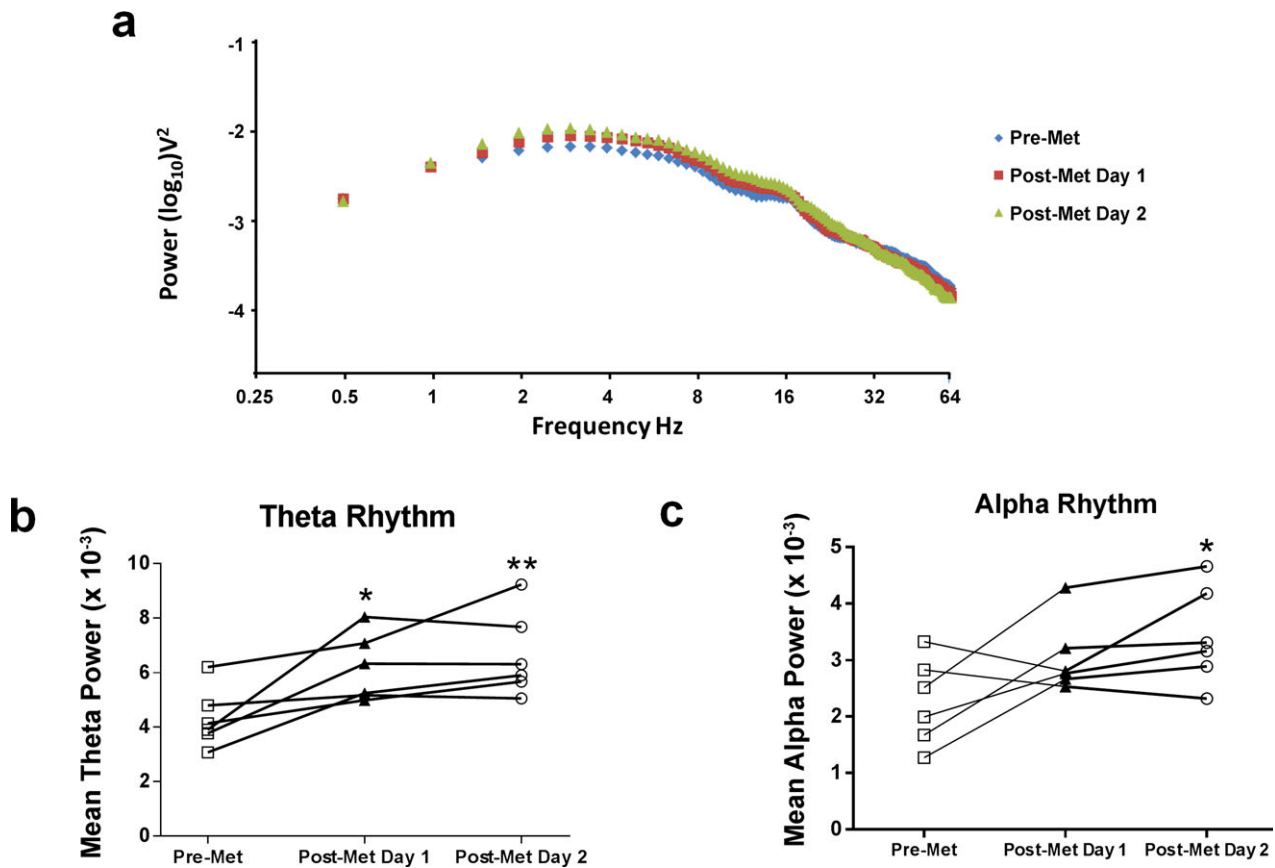 a
Power (log₁₀)V²
-1
-2
-3
-4
0.25 0.5 1 2 4 8 16 32 64
Frequency Hz
Pre-Met
Post-Met Day 1
Post-Met Day 2
b
Theta Rhythm
Mean Theta Power (x 10⁻³)
10
8
6
4
2
0
* **
Pre-Met Post-Met Day 1 Post-Met Day 2
c
Alpha Rhythm
Mean Alpha Power (x 10⁻³)
5
4
3
2
1
0
*
Pre-Met Post-Met Day 1 Post-Met Day 2